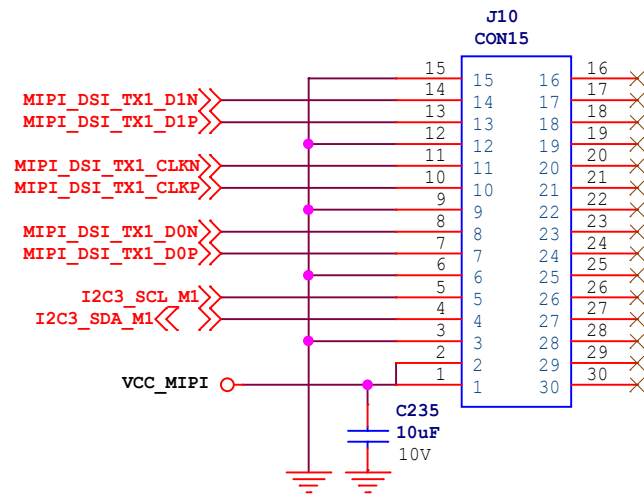 J10
CON15
15 15 16 16
MIPI_DSI_TX1_D1N 14 14 17 17
MIPI_DSI_TX1_D1P 13 13 18 18
12 12 19 19
MIPI_DSI_TX1_CLKN 11 11 20 20
MIPI_DSI_TX1_CLKP 10 10 21 21
9 9 22 22
MIPI_DSI_TX1_D0N 8 8 23 23
MIPI_DSI_TX1_D0P 7 7 24 24
6 6 25 25
I2C3_SCL_M1 5 5 26 26
I2C3_SDA_M1 4 4 27 27
3 3 28 28
2 2 29 29
VCC_MIPI 1 1 30 30
C235
10uF
10V